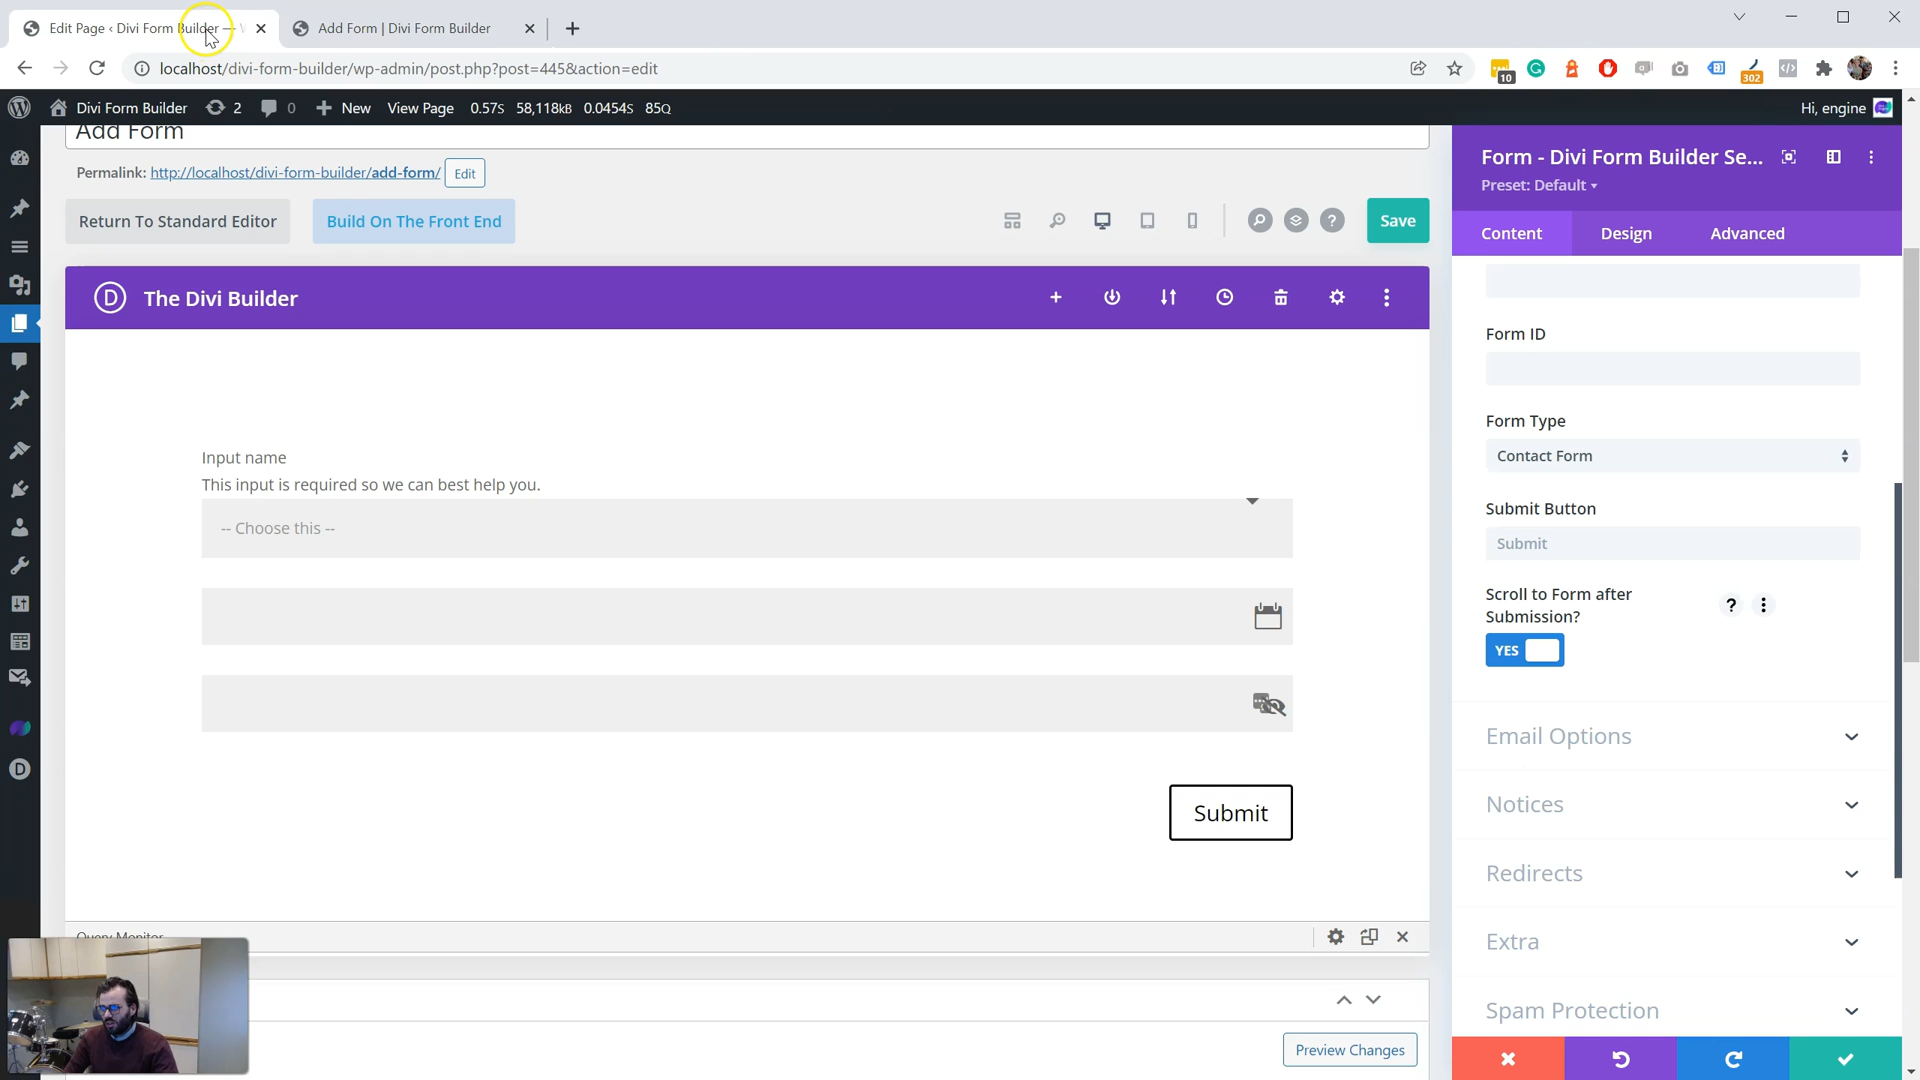 Edit Page ‹ Divi Form Builder — W
Add Form | Divi Form Builder
localhost/divi-form-builder/wp-admin/post.php?post=445&action=edit
10
302
Divi Form Builder
2
0
New
View Page
0.57s
58,118kB
0.0454s
85Q
Hi, engine
Add Form
Permalink: http://localhost/divi-form-builder/add-form/
Edit
Return To Standard Editor
Build On The Front End
?
Save
D
The Divi Builder
Input name
This input is required so we can best help you.
-- Choose this --
Submit
Query Monitor
Preview Changes
Form - Divi Form Builder Se...
Preset: Default
Content
Design
Advanced
Form ID
Form Type
Contact Form
Submit Button
Submit
Scroll to Form after
Submission?
?
YES
Email Options
Notices
Redirects
Extra
Spam Protection